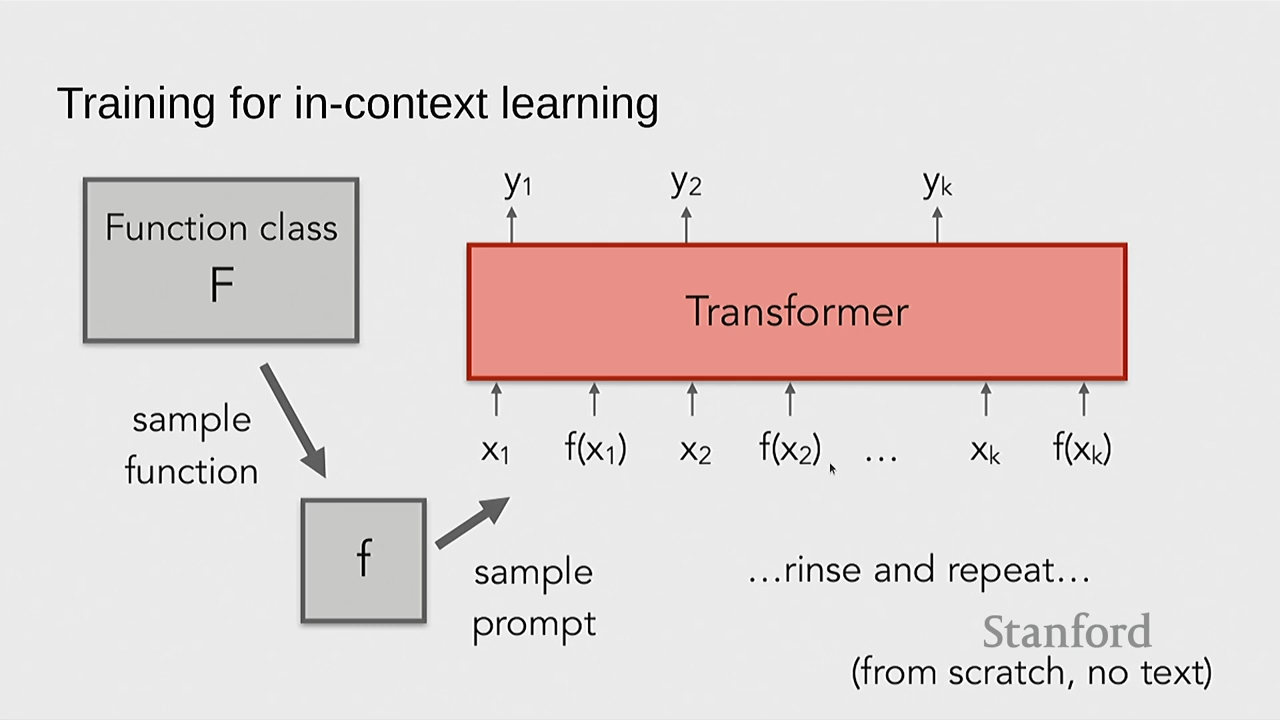 Training for in-context learning
Function class
F
sample
function
f
sample
prompt
y₁ y₂ yₖ
Transformer
x₁ f(x₁) x₂ f(x₂) ... xₖ f(xₖ)
...rinse and repeat...
Stanford
(from scratch, no text)